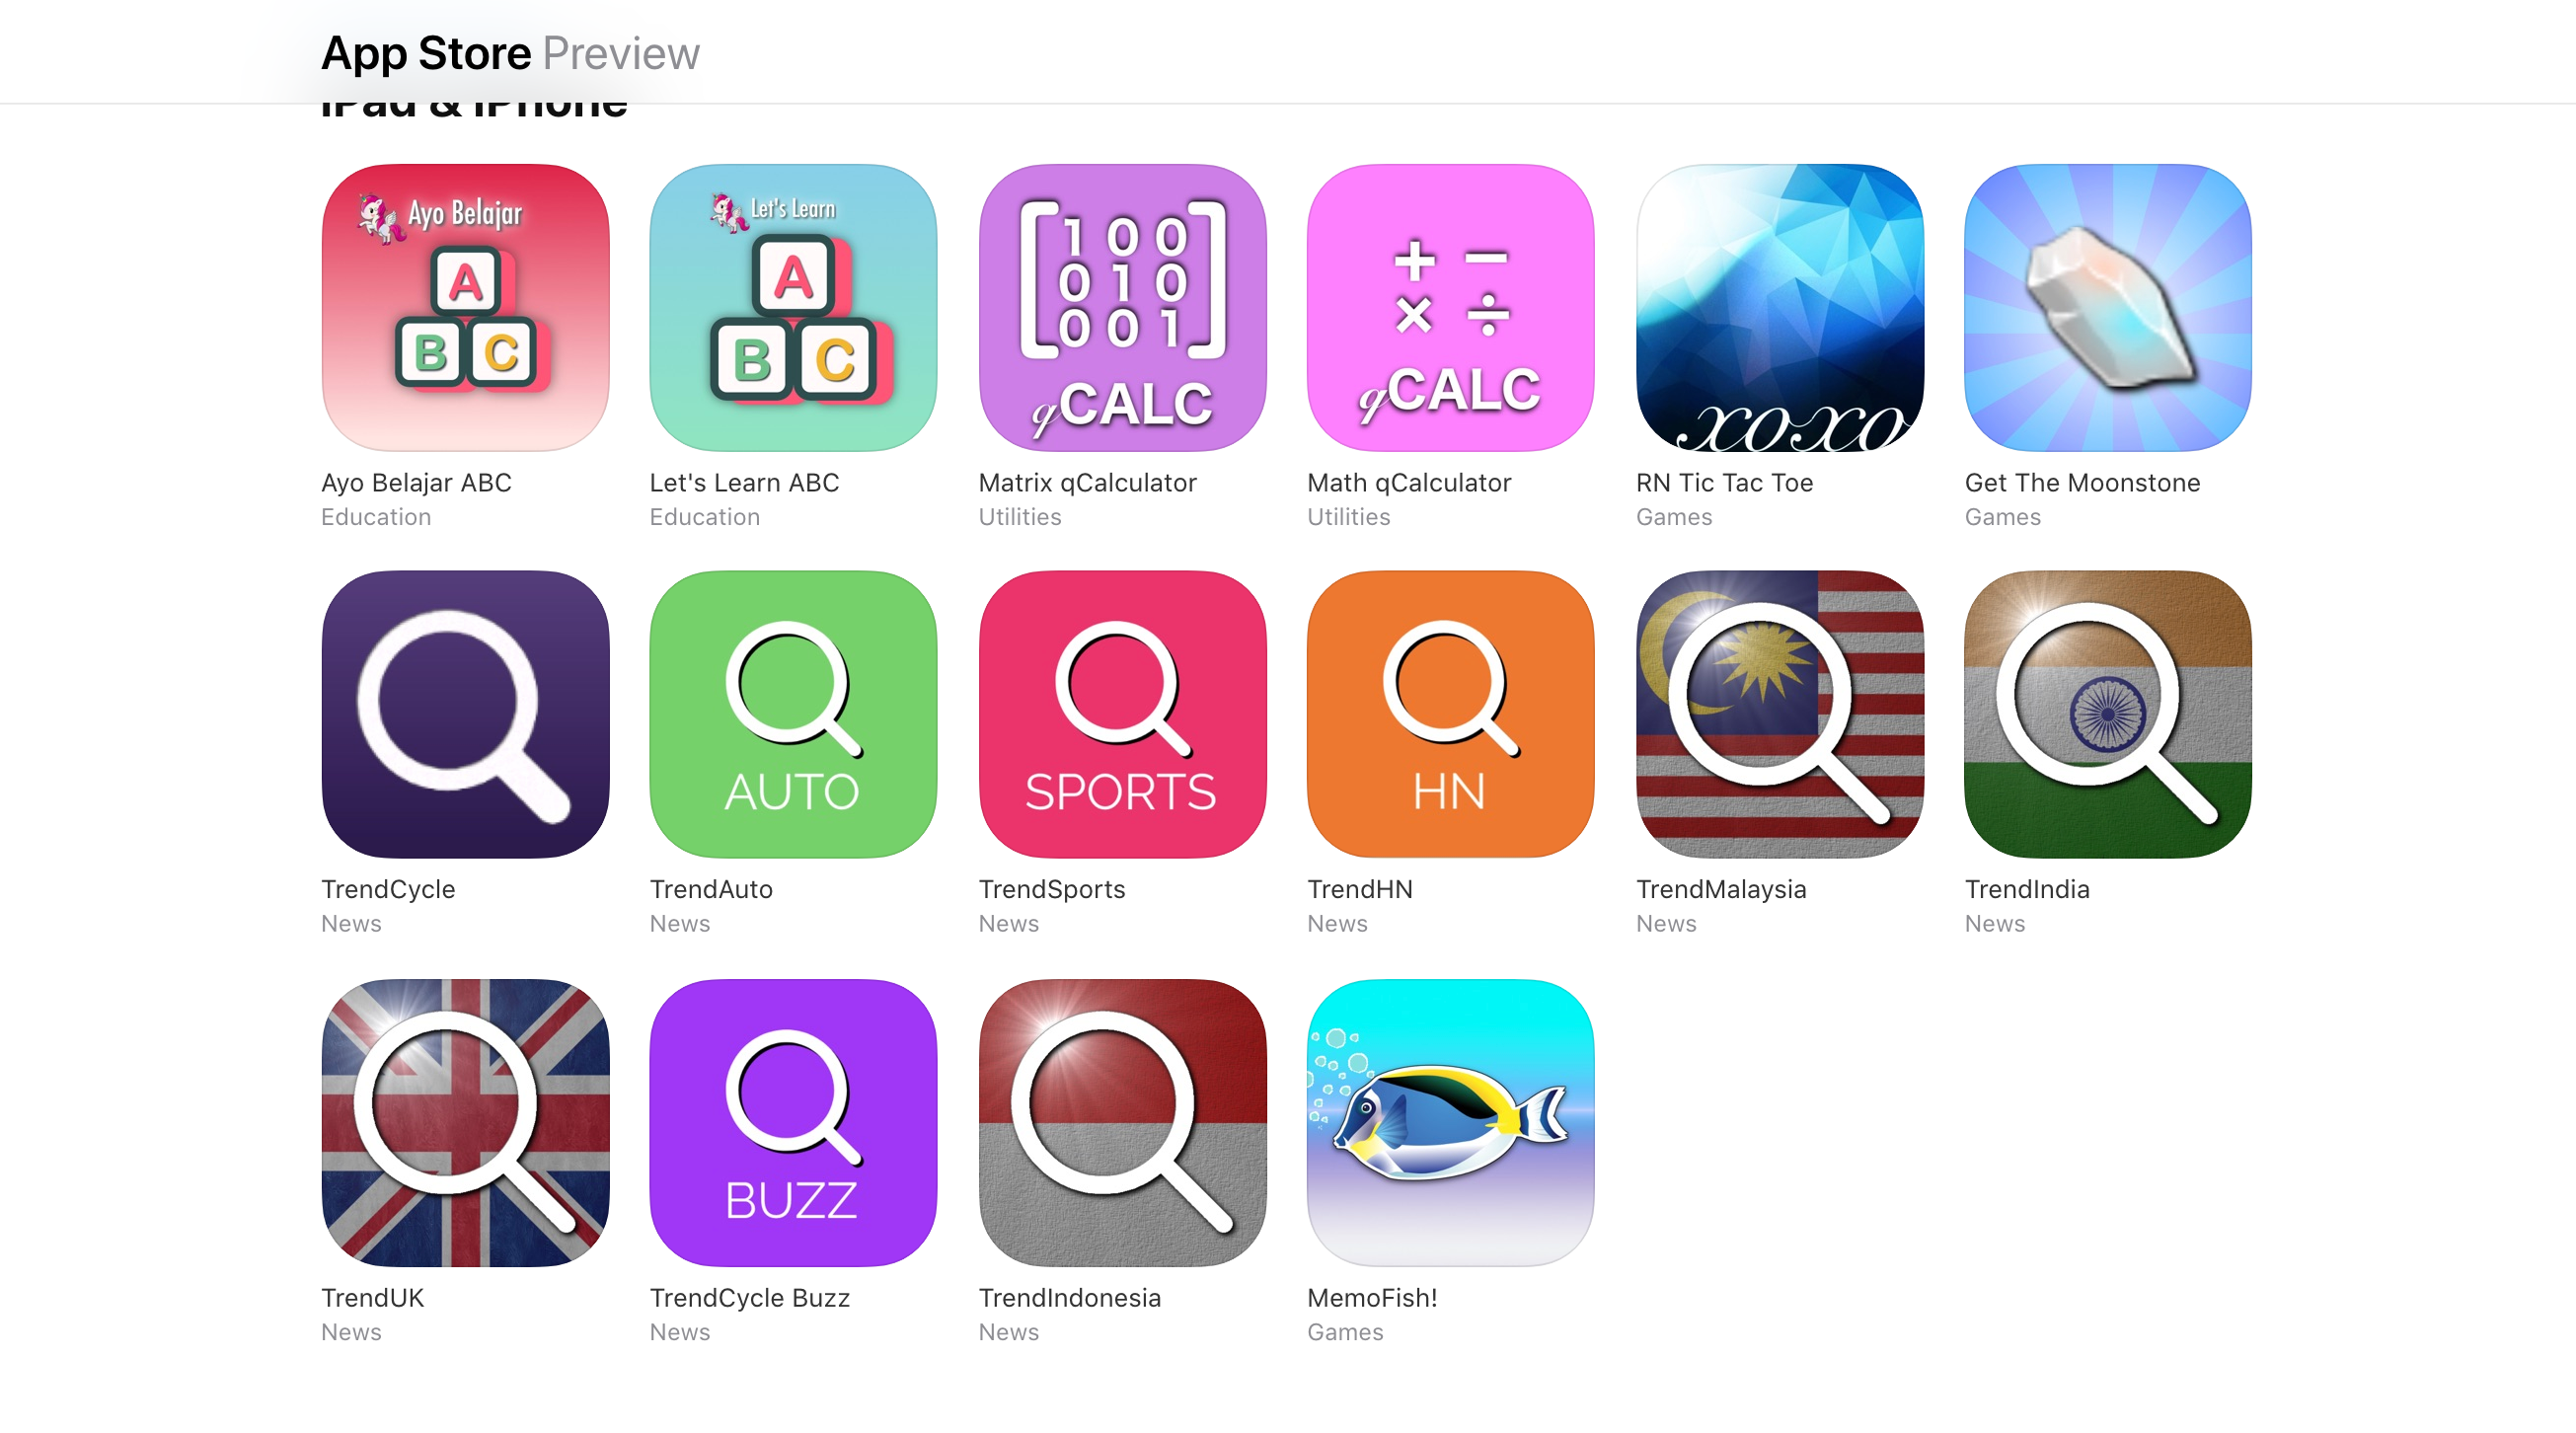 App Store Preview
iPad & iPhone
Ayo Belajar
A
B C
Let's Learn
A
B C
1 0 0
0 1 0
0 0 1
qCALC
+ −
× ÷
qCALC
xoxo
Ayo Belajar ABC
Education
Let's Learn ABC
Education
Matrix qCalculator
Utilities
Math qCalculator
Utilities
RN Tic Tac Toe
Games
Get The Moonstone
Games
AUTO
SPORTS
HN
TrendCycle
News
TrendAuto
News
TrendSports
News
TrendHN
News
TrendMalaysia
News
TrendIndia
News
BUZZ
TrendUK
News
TrendCycle Buzz
News
TrendIndonesia
News
MemoFish!
Games